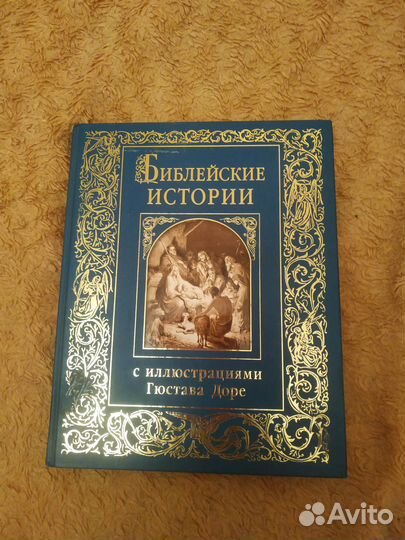 БИБЛЕЙСКИЕ
ИСТОРИИ
с иллюстрациями
Гюстава Доре
Avito